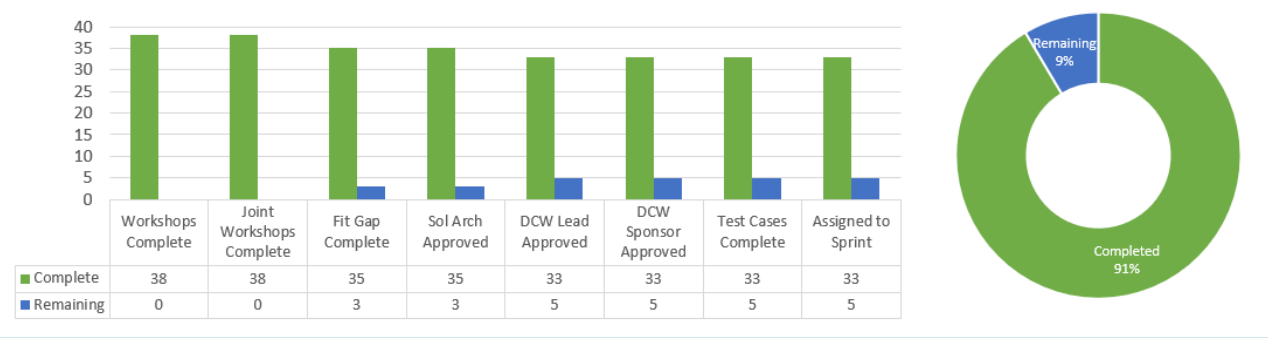 40
35
30
25
20
15
10
5
0
Workshops Complete
Joint Workshops Complete
Fit Gap Complete
Sol Arch Approved
DCW Lead Approved
DCW Sponsor Approved
Test Cases Complete
Assigned to Sprint
Complete 38 38 35 35 33 33 33 33
Remaining 0 0 3 3 5 5 5 5
Remaining
9%
Completed
91%